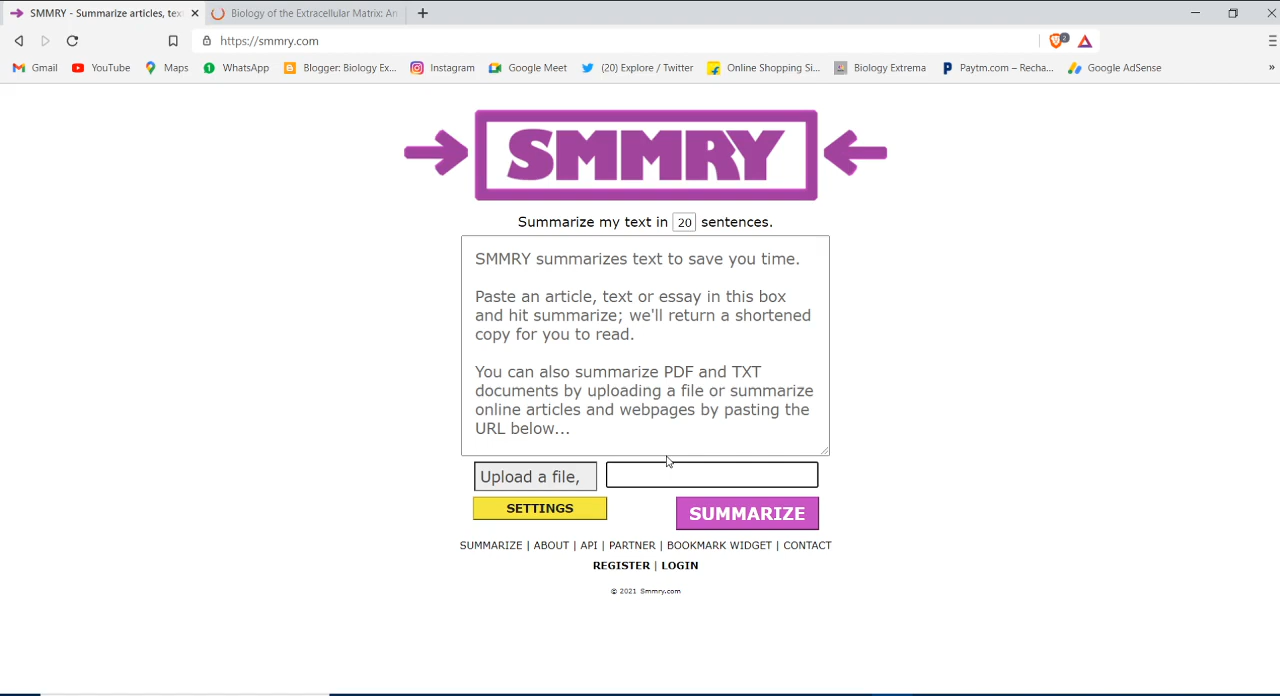 SMMRY - Summarize articles, tex
Biology of the Extracellular Matrix: An
https://smmry.com
2
Gmail
YouTube
Maps
1
WhatsApp
Blogger: Biology Ex...
Instagram
Google Meet
(20) Explore / Twitter
Online Shopping Si...
Biology Extrema
Paytm.com – Recha...
Google AdSense
»
SMMRY
Summarize my text in 20 sentences.
SMMRY summarizes text to save you time.
Paste an article, text or essay in this box
and hit summarize; we'll return a shortened
copy for you to read.
You can also summarize PDF and TXT
documents by uploading a file or summarize
online articles and webpages by pasting the
URL below...
Upload a file,
SETTINGS
SUMMARIZE
SUMMARIZE | ABOUT | API | PARTNER | BOOKMARK WIDGET | CONTACT
REGISTER | LOGIN
© 2021 Smmry.com